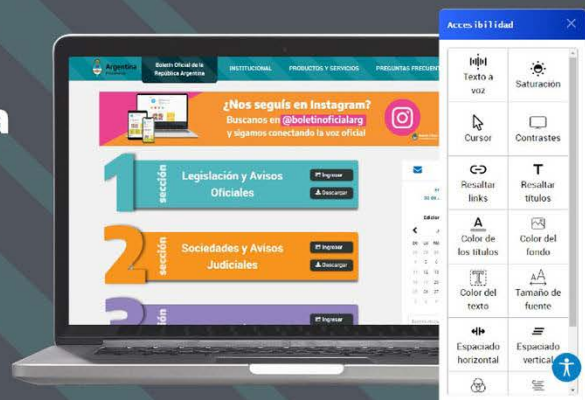 a
Argentina
Boletín Oficial de la
República Argentina
INSTITUCIONAL
PRODUCTOS Y SERVICIOS
PREGUNTAS FRECUENT
¿Nos seguís en Instagram?
Buscanos en @boletinoficialarg
y sigamos conectando la voz oficial
1
sección
Legislación y Avisos
Oficiales
Ingresar
Descargar
2
sección
Sociedades y Avisos
Judiciales
Ingresar
Descargar
3
sección
Ingresar
Accesibilidad
Texto a
voz
Saturación
Cursor
Contrastes
Resaltar
links
Resaltar
títulos
Color de
los títulos
Color del
fondo
Color del
texto
Tamaño de
fuente
Espaciado
horizontal
Espaciado
vertical